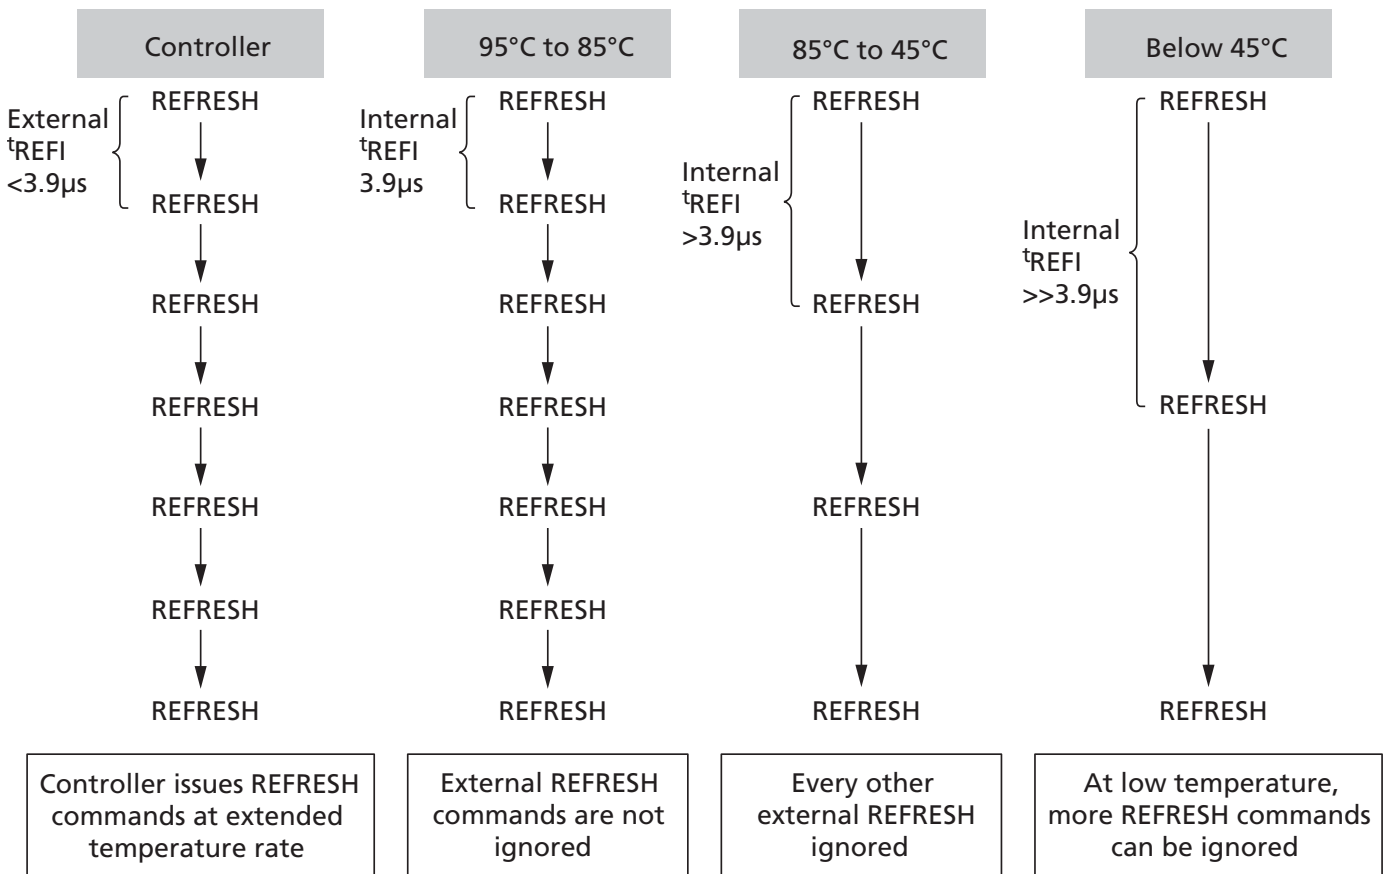 Controller
External
tREFI
<3.9µs
REFRESH
REFRESH
REFRESH
REFRESH
REFRESH
REFRESH
REFRESH
Controller issues REFRESH
commands at extended
temperature rate
95°C to 85°C
Internal
tREFI
3.9µs
REFRESH
REFRESH
REFRESH
REFRESH
REFRESH
REFRESH
REFRESH
External REFRESH
commands are not
ignored
85°C to 45°C
Internal
tREFI
>3.9µs
REFRESH
REFRESH
REFRESH
REFRESH
Every other
external REFRESH
ignored
Below 45°C
Internal
tREFI
>>3.9µs
REFRESH
REFRESH
REFRESH
At low temperature,
more REFRESH commands
can be ignored